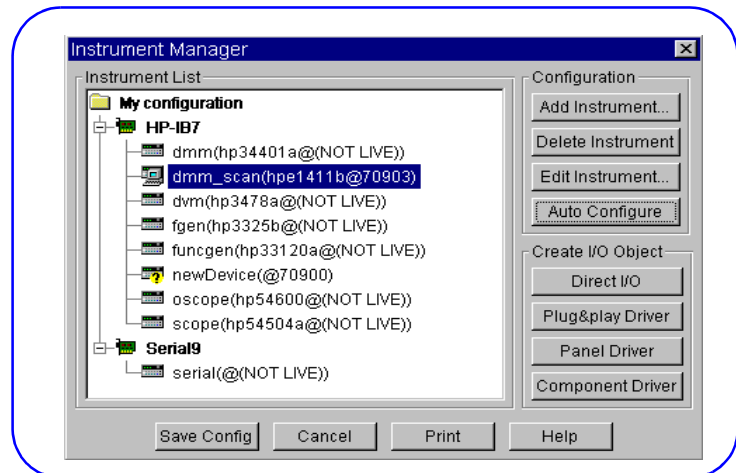 Instrument Manager
Instrument List
My configuration
HP-IB7
dmm(hp34401a@(NOT LIVE))
dmm_scan(hpe1411b@70903)
dvm(hp3478a@(NOT LIVE))
fgen(hp3325b@(NOT LIVE))
funcgen(hp33120a@(NOT LIVE))
newDevice(@70900)
oscope(hp54600@(NOT LIVE))
scope(hp54504a@(NOT LIVE))
Serial9
serial(@(NOT LIVE))
Configuration
Add Instrument...
Delete Instrument
Edit Instrument...
Auto Configure
Create I/O Object
Direct I/O
Plug&play Driver
Panel Driver
Component Driver
Save Config
Cancel
Print
Help